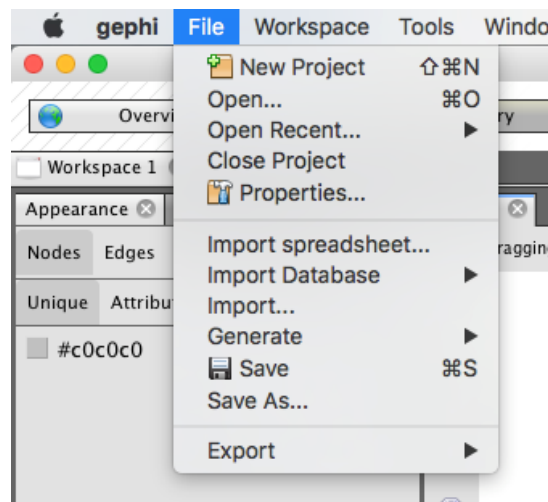 gephi File Workspace Tools Windo
New Project ⇧⌘N
Open... ⌘O
Open Recent...
Close Project
Properties...
Import spreadsheet...
Import Database
Import...
Generate
Save ⌘S
Save As...
Export
Overvi
ry
Workspace 1
Appearance
Nodes Edges
raggin
Unique Attribu
#c0c0c0